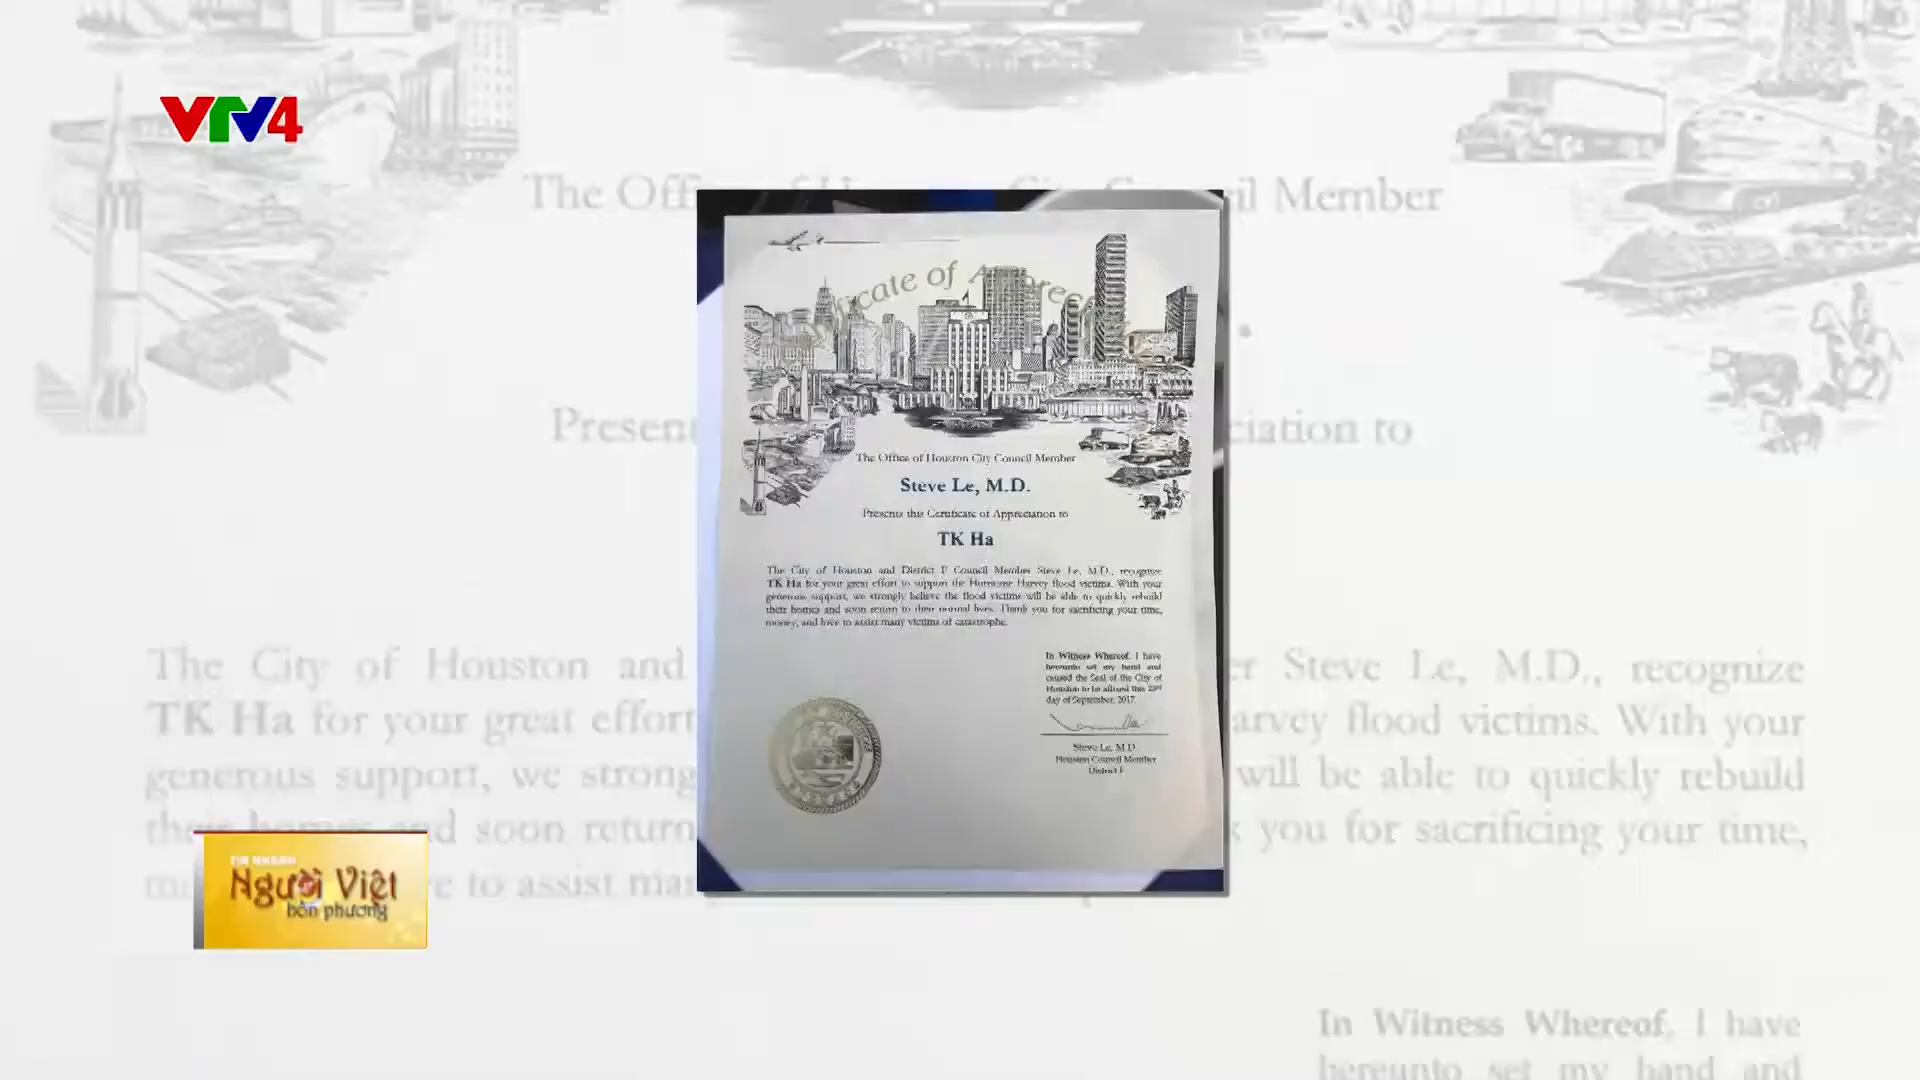 VTV4
The Office of Houston City Council Member
Steve Le, M.D.
Presents this Certificate of Appreciation to
TK Ha
The City of Houston and District F Council Member Steve Le, M.D., recognize
TK Ha for your great effort to support the Hurricane Harvey flood victims. With your
generous support, we strongly believe the flood victims will be able to quickly rebuild
their homes and soon return to their normal lives. Thank you for sacrificing your time,
money, and love to assist many victims of catastrophe.
In Witness Whereof, I have
hereunto set my hand and
caused the Seal of the City of
Houston to be affixed this 23rd
day of September, 2017.
Steve Le, M.D.
Houston Council Member
District F
Người Việt
bốn phương
The City of Houston and
er Steve Le, M.D., recognize
TK Ha for your great effort
arvey flood victims. With your
generous support, we strong
will be able to quickly rebuild
soon return
you for sacrificing your time,
to assist
In Witness Whereof, I have
hereunto set my hand and